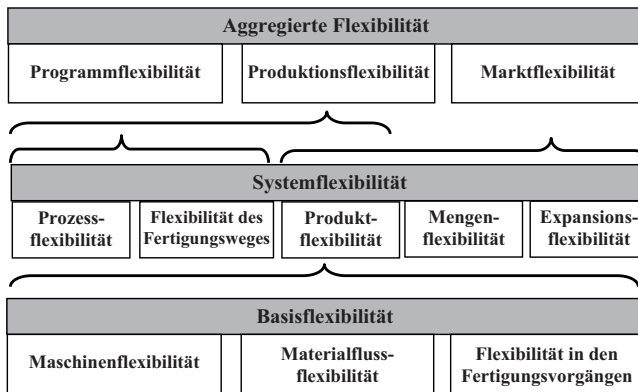 Aggregierte Flexibilität
Programmflexibilität
Produktionsflexibilität
Marktflexibilität
Systemflexibilität
Prozess-
flexibilität
Flexibilität des
Fertigungsweges
Produkt-
flexibilität
Mengen-
flexibilität
Expansions-
flexibilität
Basisflexibilität
Maschinenflexibilität
Materialfluss-
flexibilität
Flexibilität in den
Fertigungsvorgängen